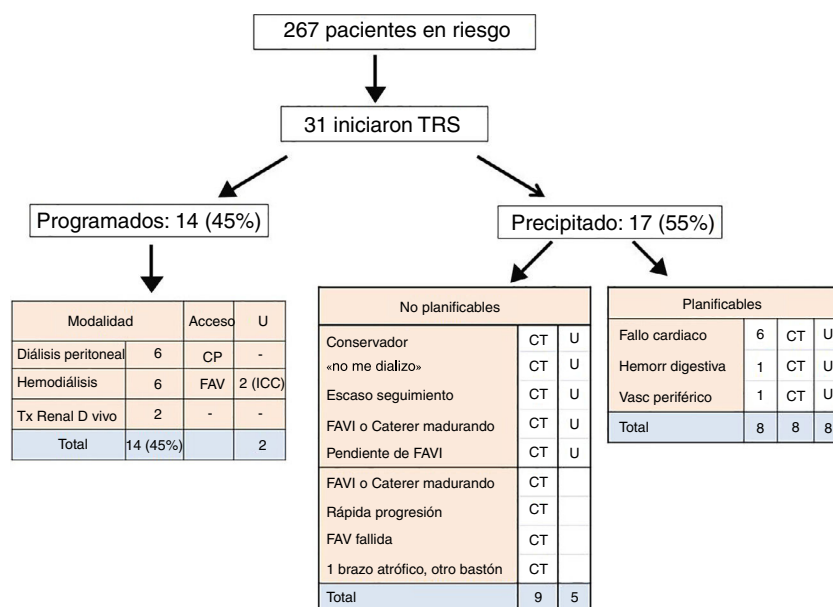 267 pacientes en riesgo
31 iniciaron TRS
Programados: 14 (45%)
Precipitado: 17 (55%)
Modalidad Acceso U
Diálisis peritoneal 6 CP -
Hemodiálisis 6 FAV 2 (ICC)
Tx Renal D vivo 2 - -
Total 14 (45%) 2
No planificables
Conservador CT U
«no me dializo» CT U
Escaso seguimiento CT U
FAVI o Caterer madurando CT U
Pendiente de FAVI CT U
FAVI o Caterer madurando CT
Rápida progresión CT
FAV fallida CT
1 brazo atrófico, otro bastón CT
Total 9 5
Planificables
Fallo cardiaco 6 CT U
Hemorr digestiva 1 CT U
Vasc periférico 1 CT U
Total 8 8 8